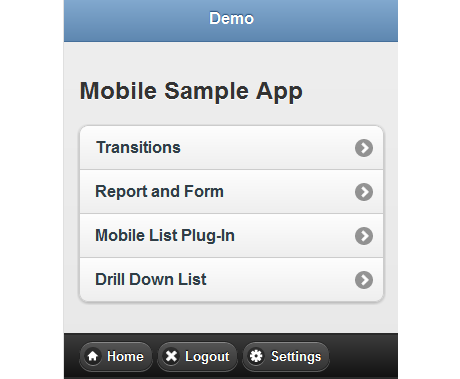 Demo
Mobile Sample App
Transitions
Report and Form
Mobile List Plug-In
Drill Down List
Home Logout Settings